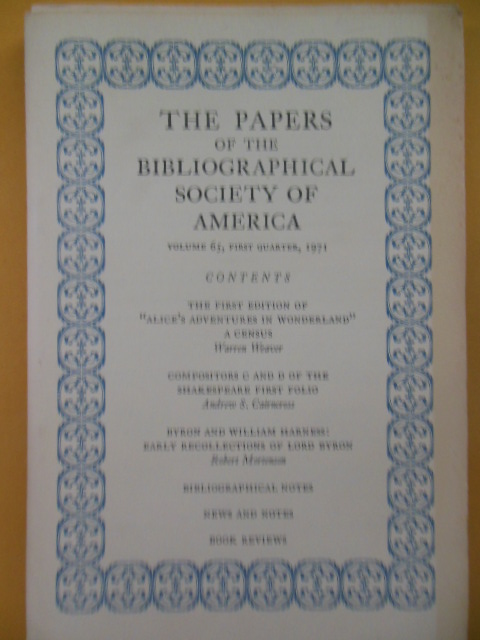 THE PAPERS
OF THE
BIBLIOGRAPHICAL
SOCIETY OF
AMERICA
VOLUME 65, FIRST QUARTER, 1971
CONTENTS
THE FIRST EDITION OF
"ALICE'S ADVENTURES IN WONDERLAND"
A CENSUS
Warren Weaver
COMPOSITORS C AND D OF THE
SHAKESPEARE FIRST FOLIO
Andrew S. Cairncross
BYRON AND WILLIAM HARNESS:
EARLY RECOLLECTIONS OF LORD BYRON
Robert Mortenson
BIBLIOGRAPHICAL NOTES
NEWS AND NOTES
BOOK REVIEWS